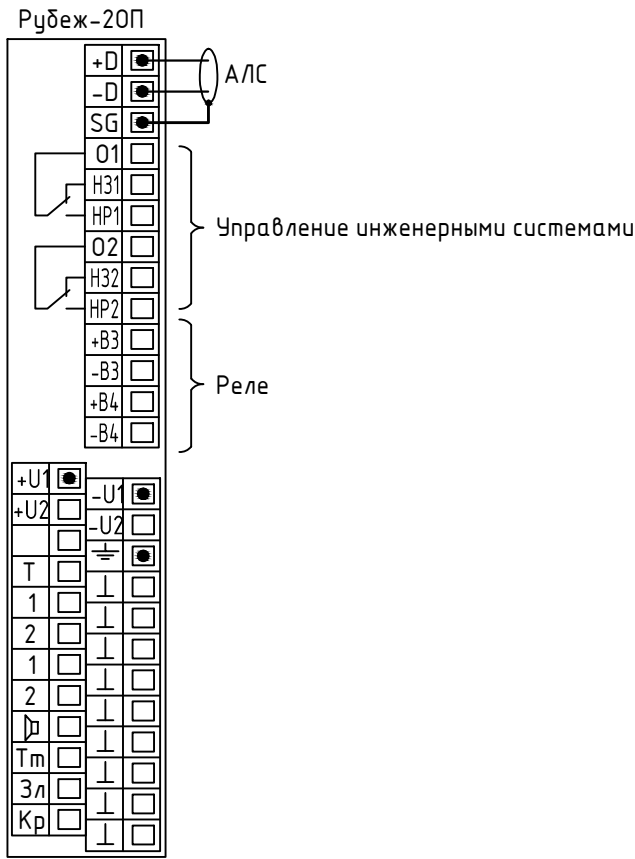 Рубеж-2ОП
+D
-D
SG
АЛС
О1
НЗ1
НР1
О2
НЗ2
НР2
Управление инженерными системами
+В3
-В3
+В4
-В4
Реле
+U1
-U1
+U2
-U2
Т
1
2
1
2
Тm
Зл
Кр